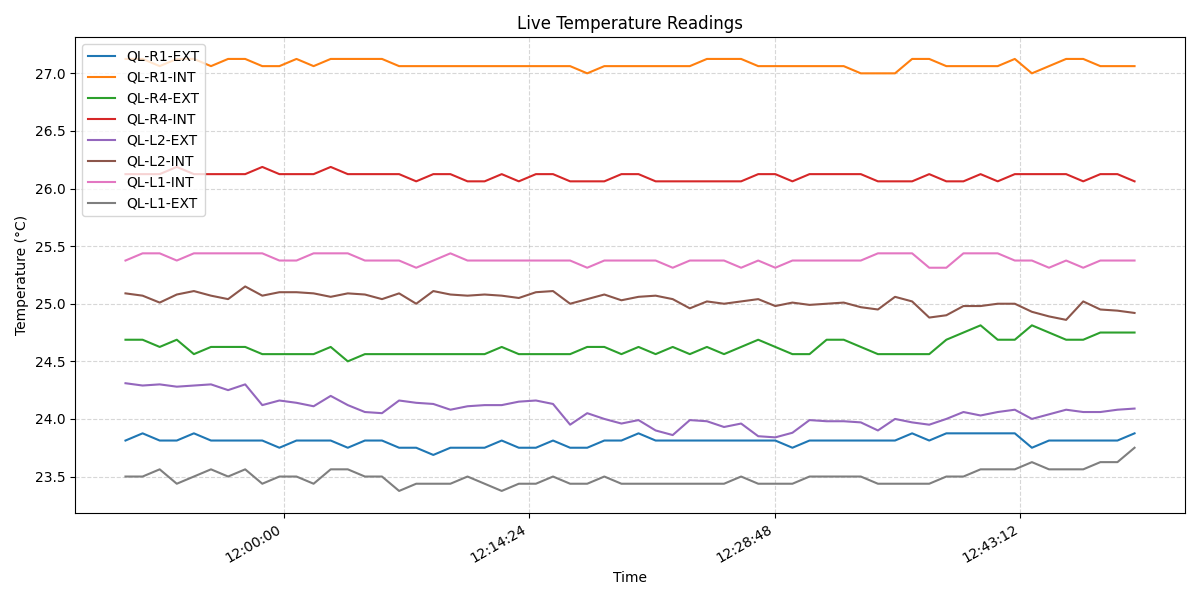 Live Temperature Readings
QL-R1-EXT
QL-R1-INT
QL-R4-EXT
QL-R4-INT
QL-L2-EXT
QL-L2-INT
QL-L1-INT
QL-L1-EXT
Temperature (°C)
27.0
26.5
26.0
25.5
25.0
24.5
24.0
23.5
12:00:00
12:14:24
12:28:48
12:43:12
Time